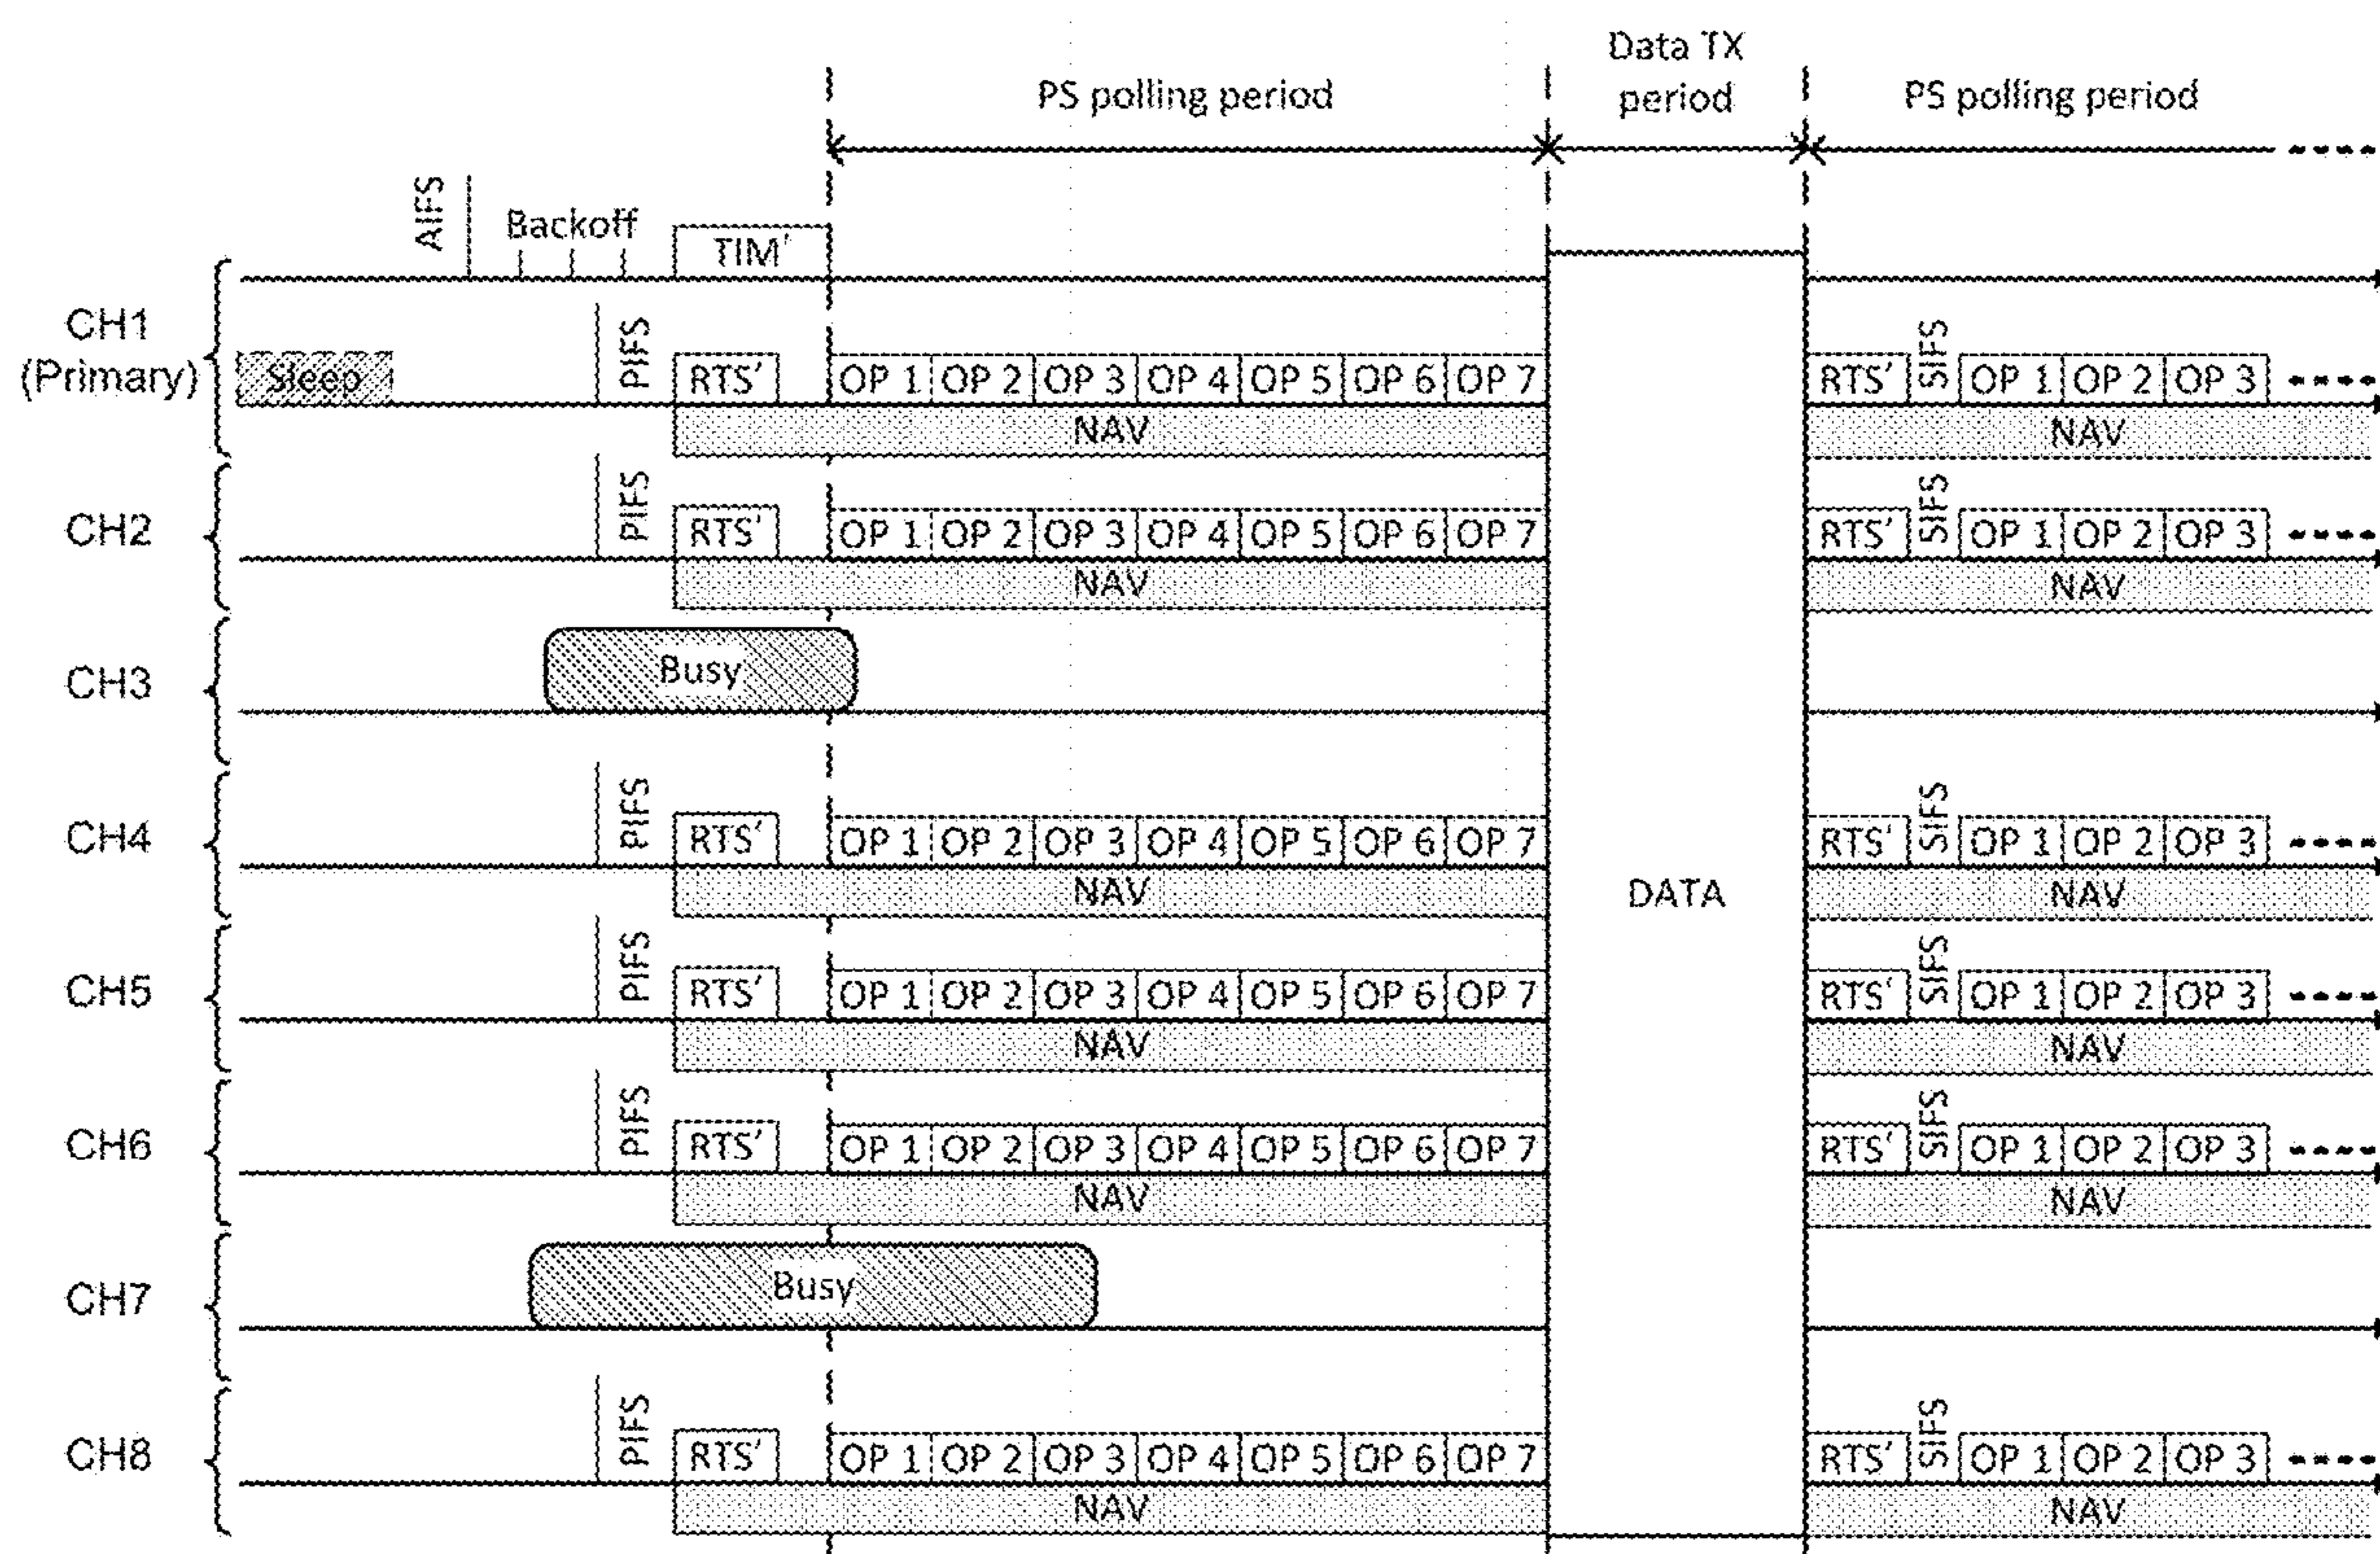 Data TX
period
PS polling period
PS polling period
AIFS
Backoff
TIM'
CH1
(Primary)
Sleep
PIFS
RTS'
OP 1 OP 2 OP 3 OP 4 OP 5 OP 6 OP 7
NAV
RTS' SIFS OP 1 OP 2 OP 3
NAV
CH2
PIFS
RTS'
OP 1 OP 2 OP 3 OP 4 OP 5 OP 6 OP 7
NAV
RTS' SIFS OP 1 OP 2 OP 3
NAV
CH3
Busy
CH4
PIFS
RTS'
OP 1 OP 2 OP 3 OP 4 OP 5 OP 6 OP 7
NAV
DATA
RTS' SIFS OP 1 OP 2 OP 3
NAV
CH5
PIFS
RTS'
OP 1 OP 2 OP 3 OP 4 OP 5 OP 6 OP 7
NAV
RTS' SIFS OP 1 OP 2 OP 3
NAV
CH6
PIFS
RTS'
OP 1 OP 2 OP 3 OP 4 OP 5 OP 6 OP 7
NAV
RTS' SIFS OP 1 OP 2 OP 3
NAV
CH7
Busy
CH8
PIFS
RTS'
OP 1 OP 2 OP 3 OP 4 OP 5 OP 6 OP 7
NAV
RTS' SIFS OP 1 OP 2 OP 3
NAV